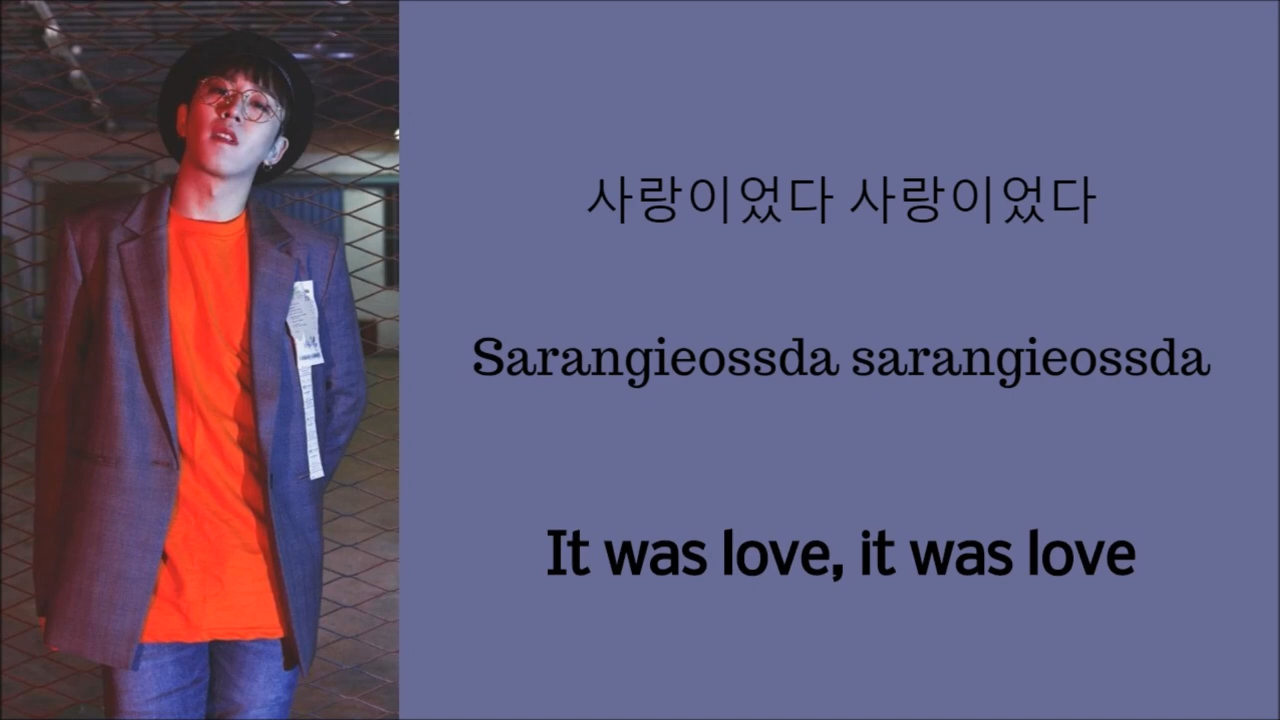 사랑이었다 사랑이었다
Sarangieossda sarangieossda
It was love, it was love